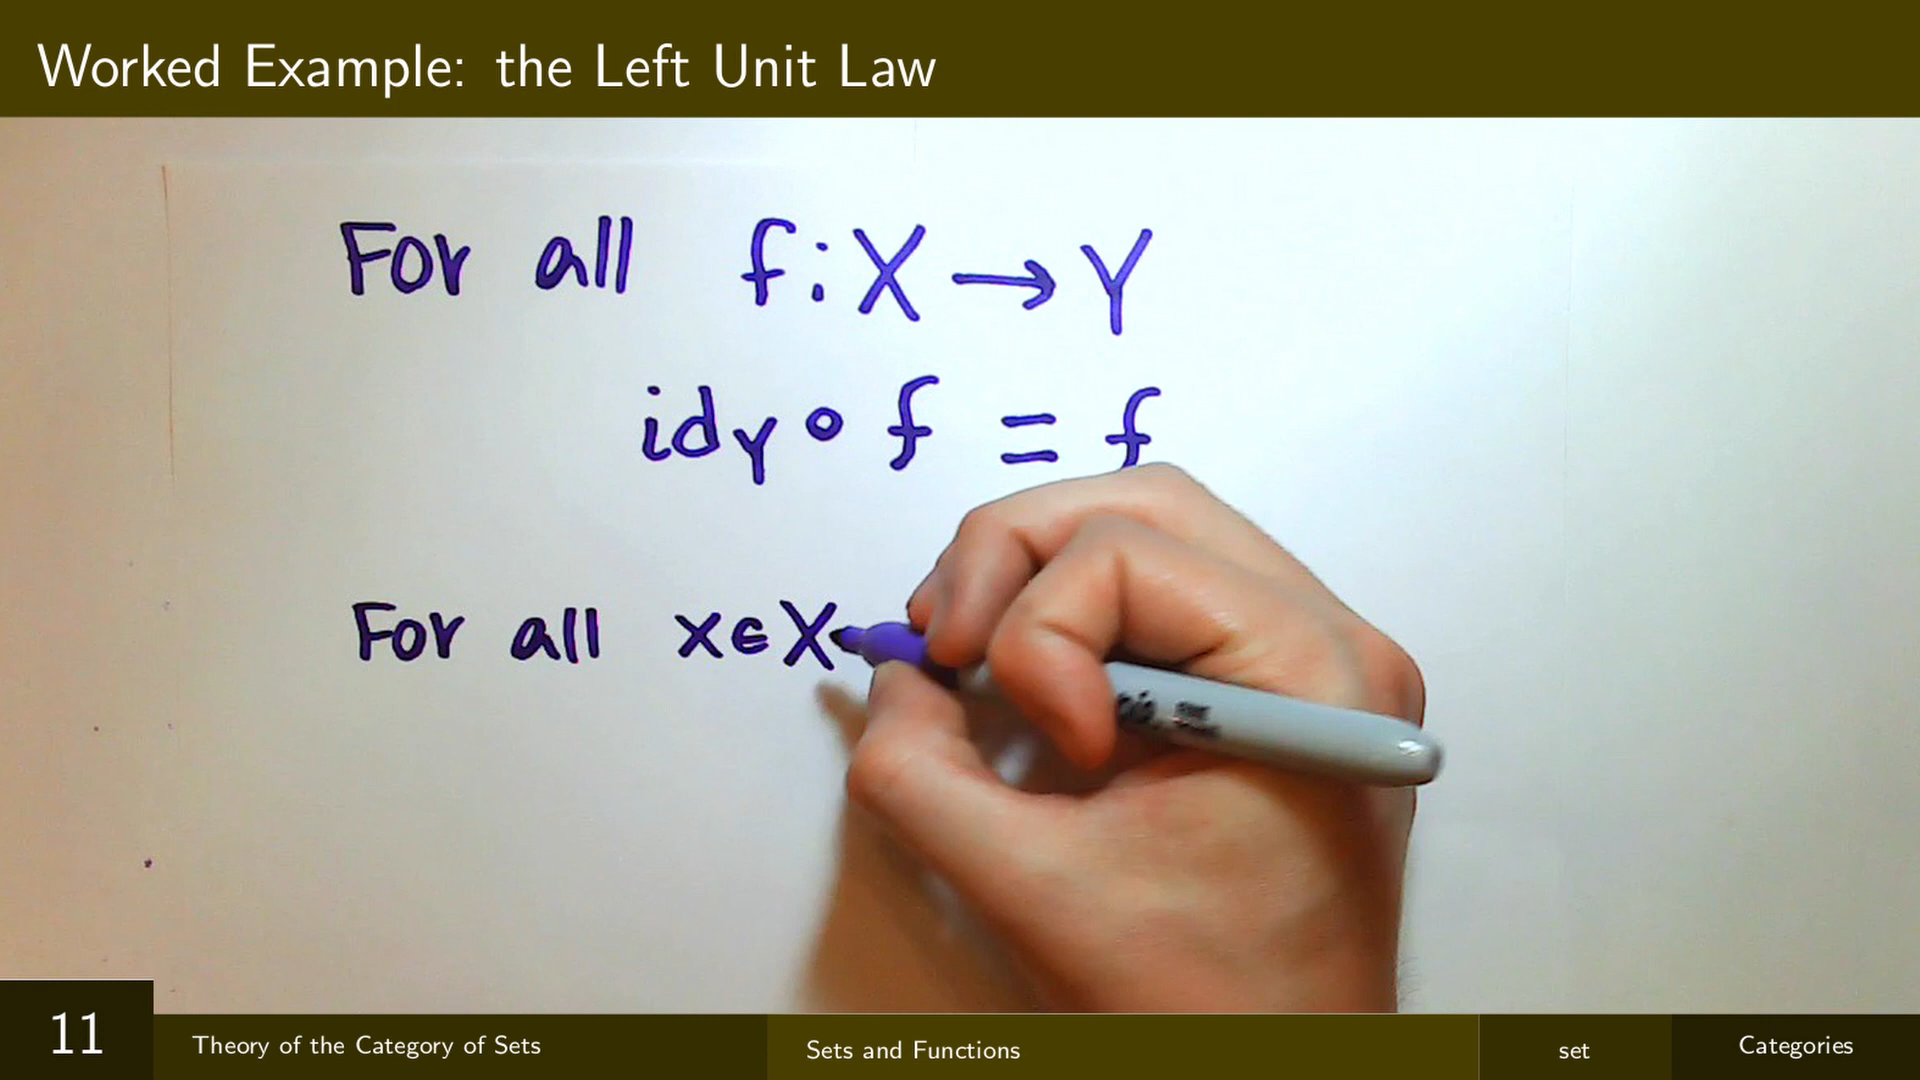 Worked Example: the Left Unit Law
For all f: X → Y
id_Y ∘ f = f
For all x ∈ X
11
Theory of the Category of Sets
Sets and Functions
set
Categories